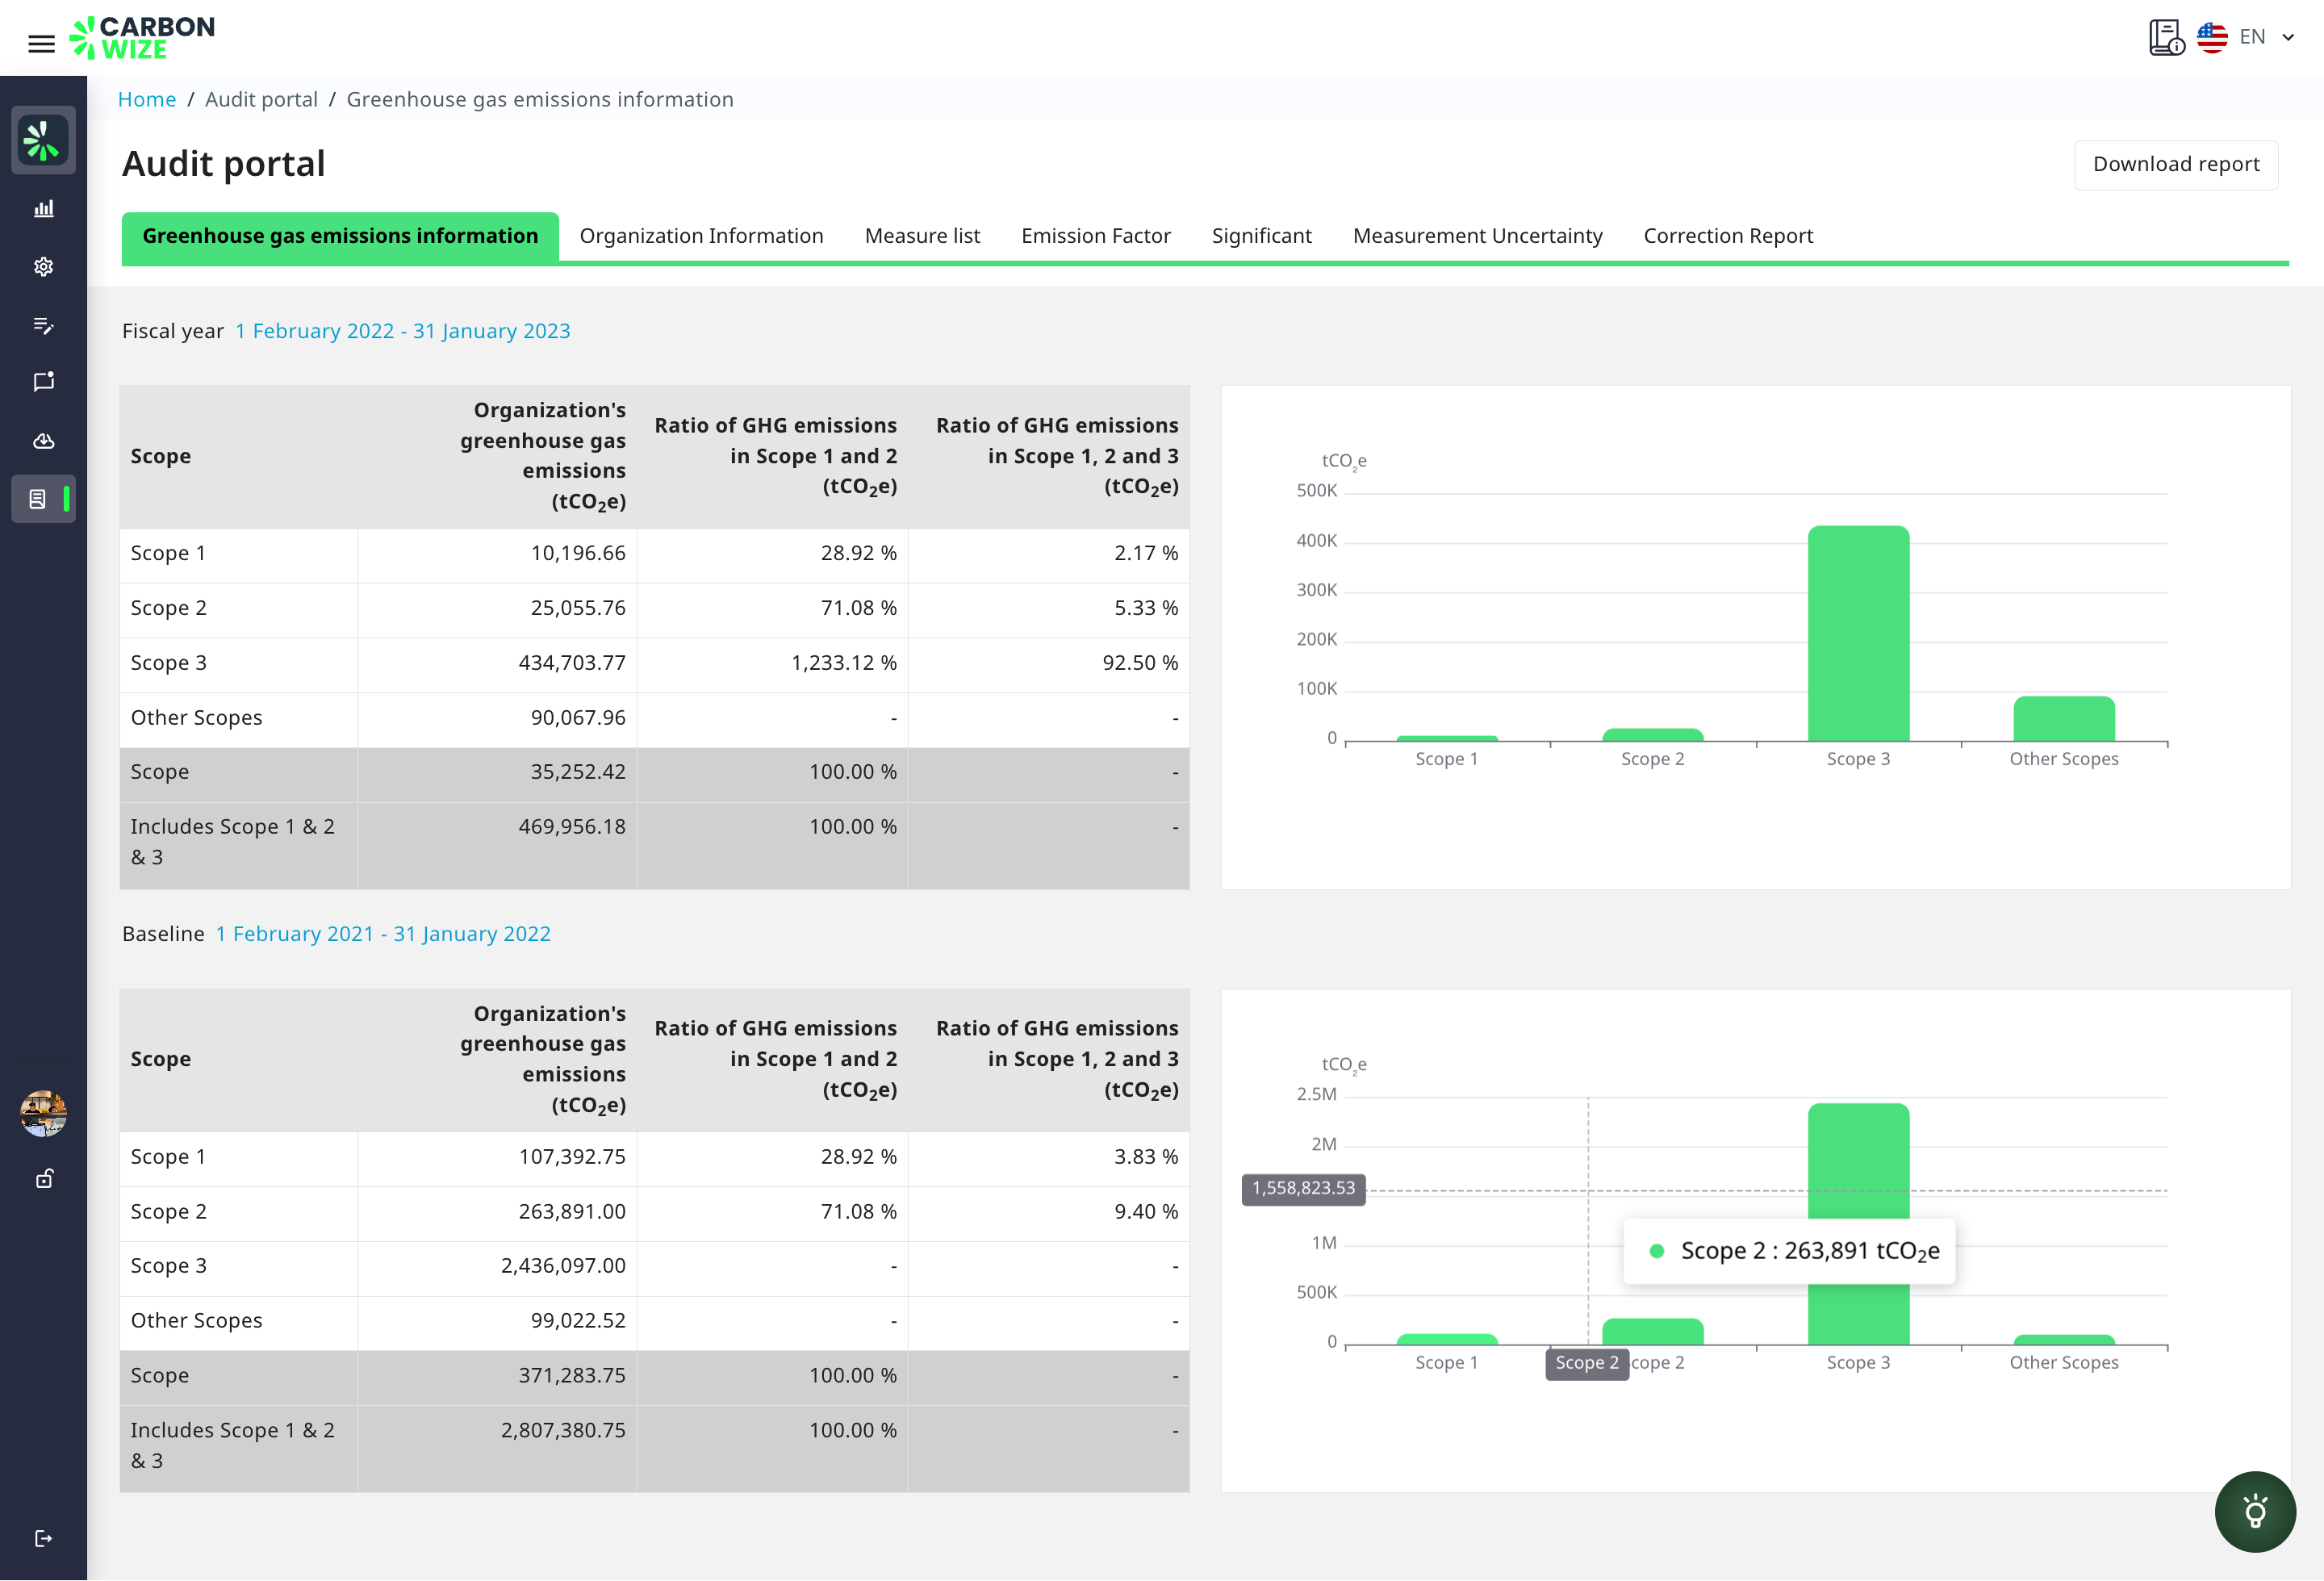 CARBON
WIZE
EN
Home / Audit portal / Greenhouse gas emissions information
Audit portal
Download report
Greenhouse gas emissions information Organization Information Measure list Emission Factor Significant Measurement Uncertainty Correction Report
Fiscal year 1 February 2022 - 31 January 2023
Scope
Organization's
greenhouse gas
emissions
(tCO₂e)
Ratio of GHG emissions
in Scope 1 and 2
(tCO₂e)
Ratio of GHG emissions
in Scope 1, 2 and 3
(tCO₂e)
Scope 1 10,196.66 28.92 % 2.17 %
Scope 2 25,055.76 71.08 % 5.33 %
Scope 3 434,703.77 1,233.12 % 92.50 %
Other Scopes 90,067.96 - -
Scope 35,252.42 100.00 % -
Includes Scope 1 & 2 469,956.18 100.00 % -
& 3
tCO₂e
500K
400K
300K
200K
100K
0
Scope 1 Scope 2 Scope 3 Other Scopes
Baseline 1 February 2021 - 31 January 2022
Scope
Organization's
greenhouse gas
emissions
(tCO₂e)
Ratio of GHG emissions
in Scope 1 and 2
(tCO₂e)
Ratio of GHG emissions
in Scope 1, 2 and 3
(tCO₂e)
Scope 1 107,392.75 28.92 % 3.83 %
Scope 2 263,891.00 71.08 % 9.40 %
Scope 3 2,436,097.00 - -
Other Scopes 99,022.52 - -
Scope 371,283.75 100.00 % -
Includes Scope 1 & 2 2,807,380.75 100.00 % -
& 3
tCO₂e
2.5M
2M
1,558,823.53
1M
Scope 2 : 263,891 tCO₂e
500K
0
Scope 1 Scope 2 cope 2 Scope 3 Other Scopes